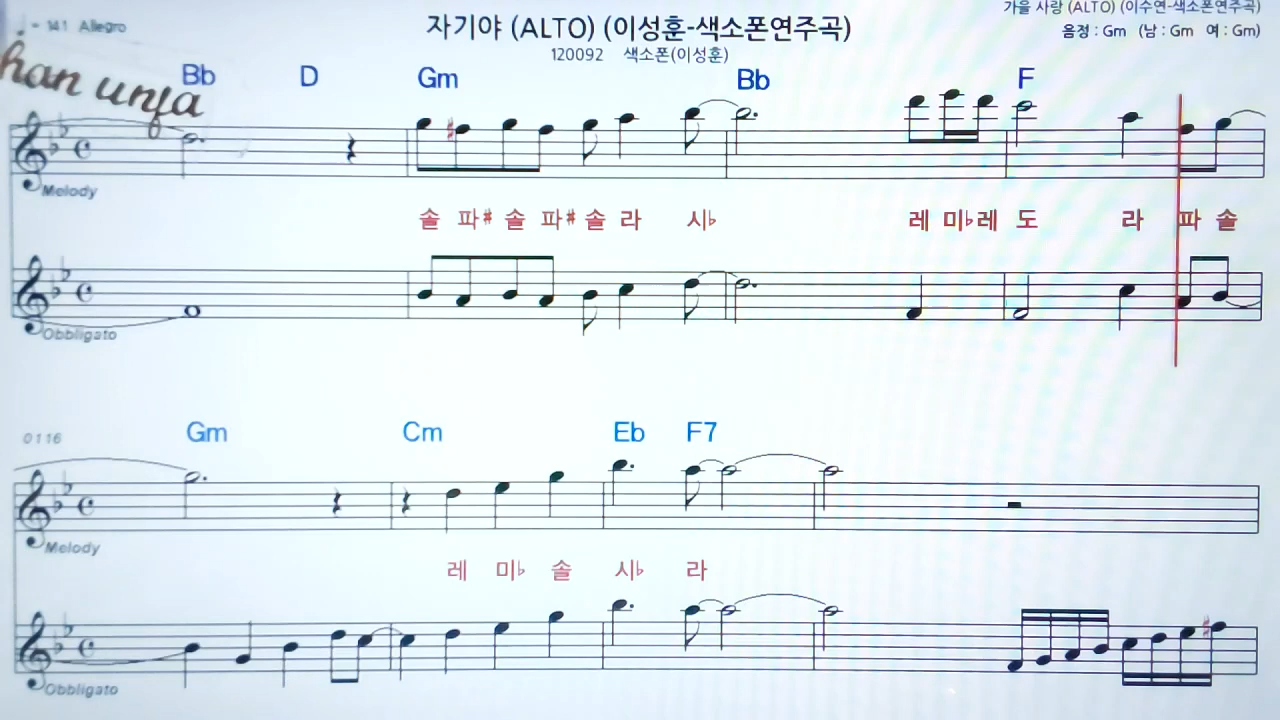 ♩ = 141 Allegro
자기야 (ALTO) (이성훈-색소폰연주곡)
가을 사랑 (ALTO) (이수연-색소폰연주곡)
120092 색소폰(이성훈)
음정 : Gm (남 : Gm 여 : Gm)
han unja
Bb D Gm Bb F
Melody
솔 파# 솔 파# 솔 라 시♭ 레 미♭ 레 도 라 파 솔
Obbligato
0116 Gm Cm Eb F7
Melody
레 미♭ 솔 시♭ 라
Obbligato